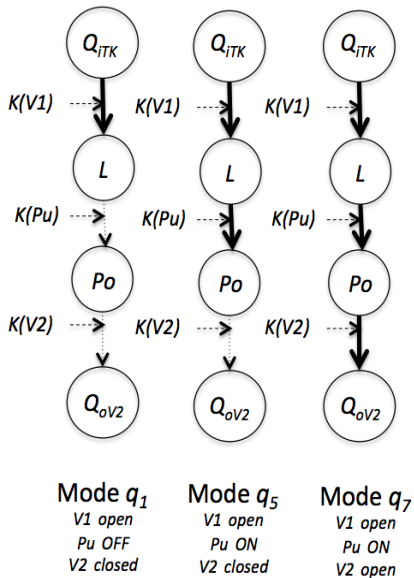 QiTK QiTK QiTK
K(V1) K(V1) K(V1)
L L L
K(Pu) K(Pu) K(Pu)
Po Po Po
K(V2) K(V2) K(V2)
QoV2 QoV2 QoV2
Mode q1 Mode q5 Mode q7
V1 open V1 open V1 open
Pu OFF Pu ON Pu ON
V2 closed V2 closed V2 open